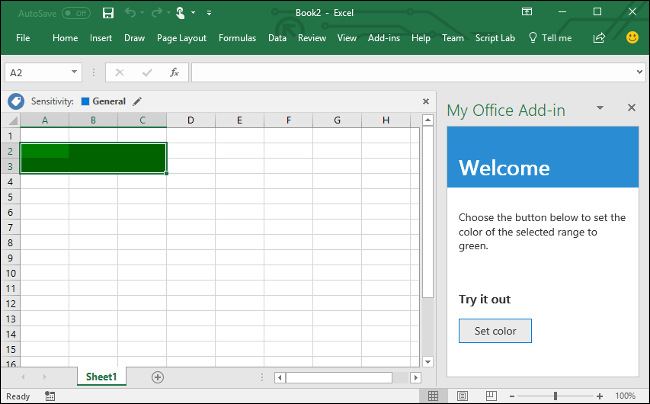 AutoSave Off Book2 - Excel
File Home Insert Draw Page Layout Formulas Data Review View Add-ins Help Team Script Lab Tell me
A2 fx
Sensitivity: General
A B C D E F G H
1
2
3
4
5
6
7
8
9
10
11
12
13
14
15
16
My Office Add-in
Welcome
Choose the button below to set the
color of the selected range to
green.
Try it out
Set color
Sheet1
Ready 100%